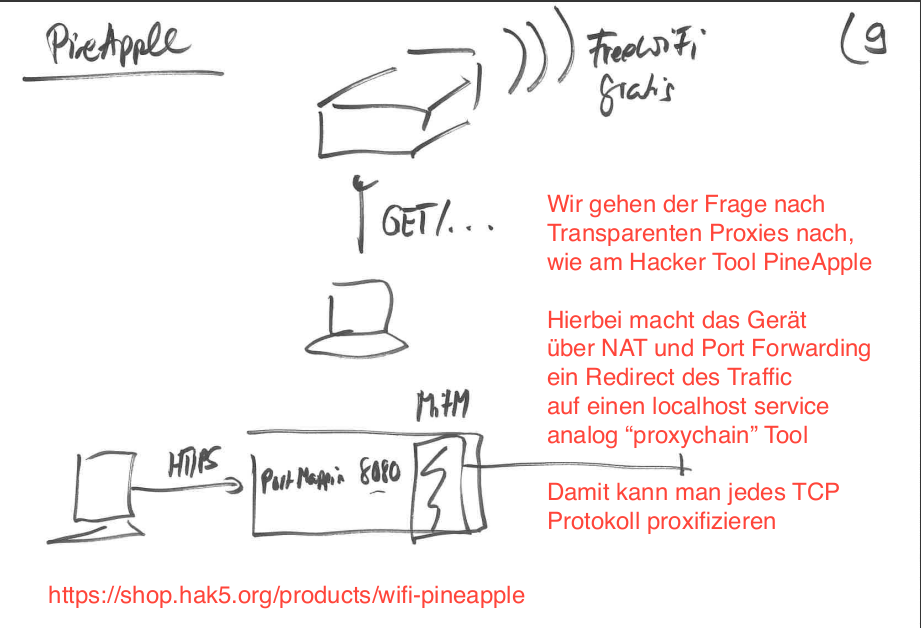 PineApple
FreeWiFi
gratis
(9
GET/...
Wir gehen der Frage nach
Transparenten Proxies nach,
wie am Hacker Tool PineApple
Hierbei macht das Gerät
über NAT und Port Forwarding
ein Redirect des Traffic
auf einen localhost service
analog “proxychain” Tool
MitM
HTTPS
Port Mappin 8080
Damit kann man jedes TCP
Protokoll proxifizieren
https://shop.hak5.org/products/wifi-pineapple